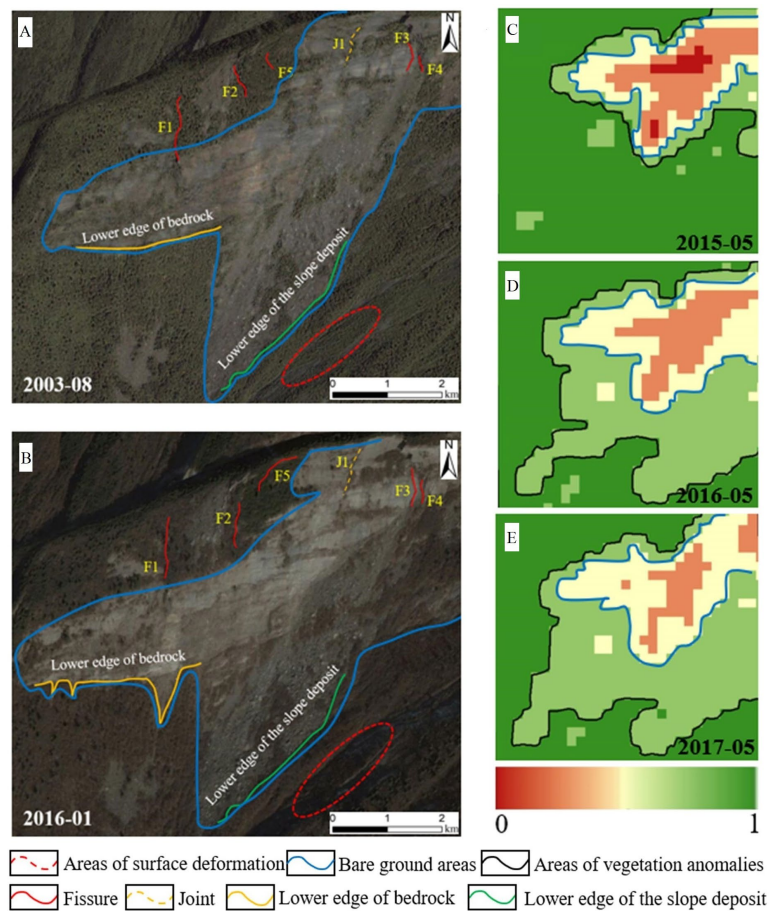 A
N
J1
F3
F5
F4
F2
F1
Lower edge of bedrock
Lower edge of the slope deposit
2003-08
0 1 2
km
B
N
J1
F5
F3
F4
F2
F1
Lower edge of bedrock
Lower edge of the slope deposit
2016-01
0 1 2
km
C
2015-05
D
2016-05
E
2017-05
0 1
Areas of surface deformation Bare ground areas Areas of vegetation anomalies
Fissure Joint Lower edge of bedrock Lower edge of the slope deposit